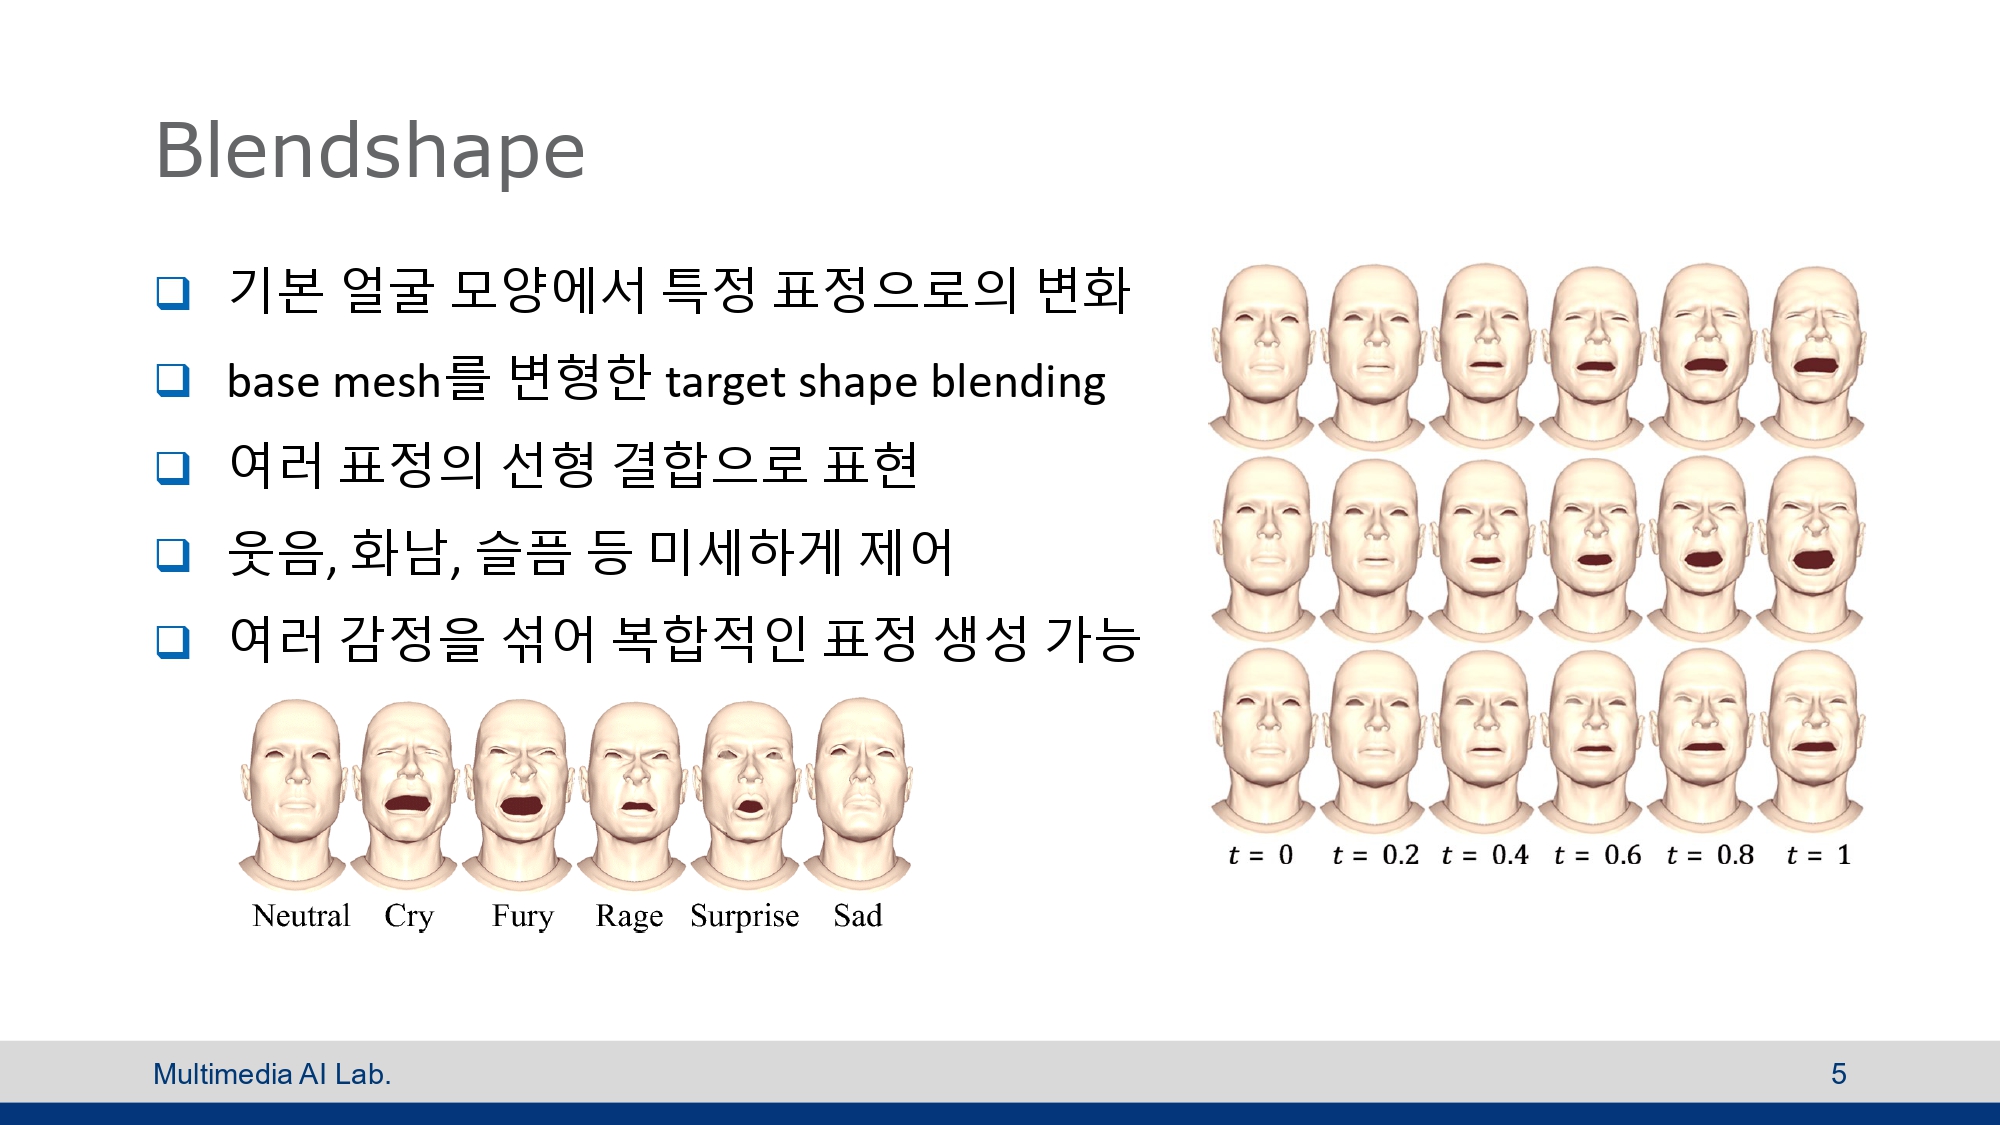 Blendshape
기본 얼굴 모양에서 특정 표정으로의 변화
base mesh를 변형한 target shape blending
여러 표정의 선형 결합으로 표현
웃음, 화남, 슬픔 등 미세하게 제어
여러 감정을 섞어 복합적인 표정 생성 가능
Neutral Cry Fury Rage Surprise Sad
t = 0 t = 0.2 t = 0.4 t = 0.6 t = 0.8 t = 1
Multimedia AI Lab.
5